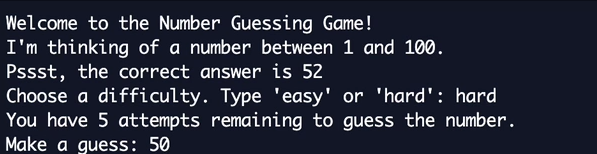 Welcome to the Number Guessing Game!
I'm thinking of a number between 1 and 100.
Pssst, the correct answer is 52
Choose a difficulty. Type 'easy' or 'hard': hard
You have 5 attempts remaining to guess the number.
Make a guess: 50